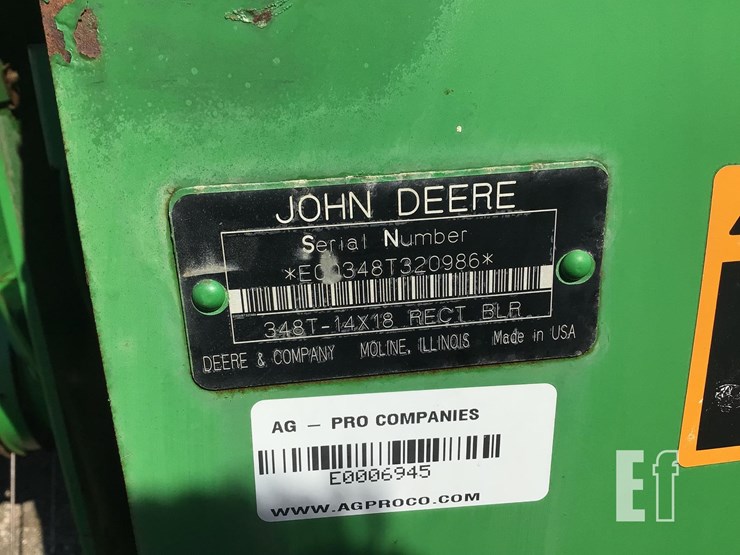 JOHN DEERE
Serial Number
348T-14X18 RECT BLR
DEERE & COMPANY MOLINE, ILLINOIS Made in USA
AG – PRO COMPANIES
E0006945
WWW.AGPROCO.COM
Ef